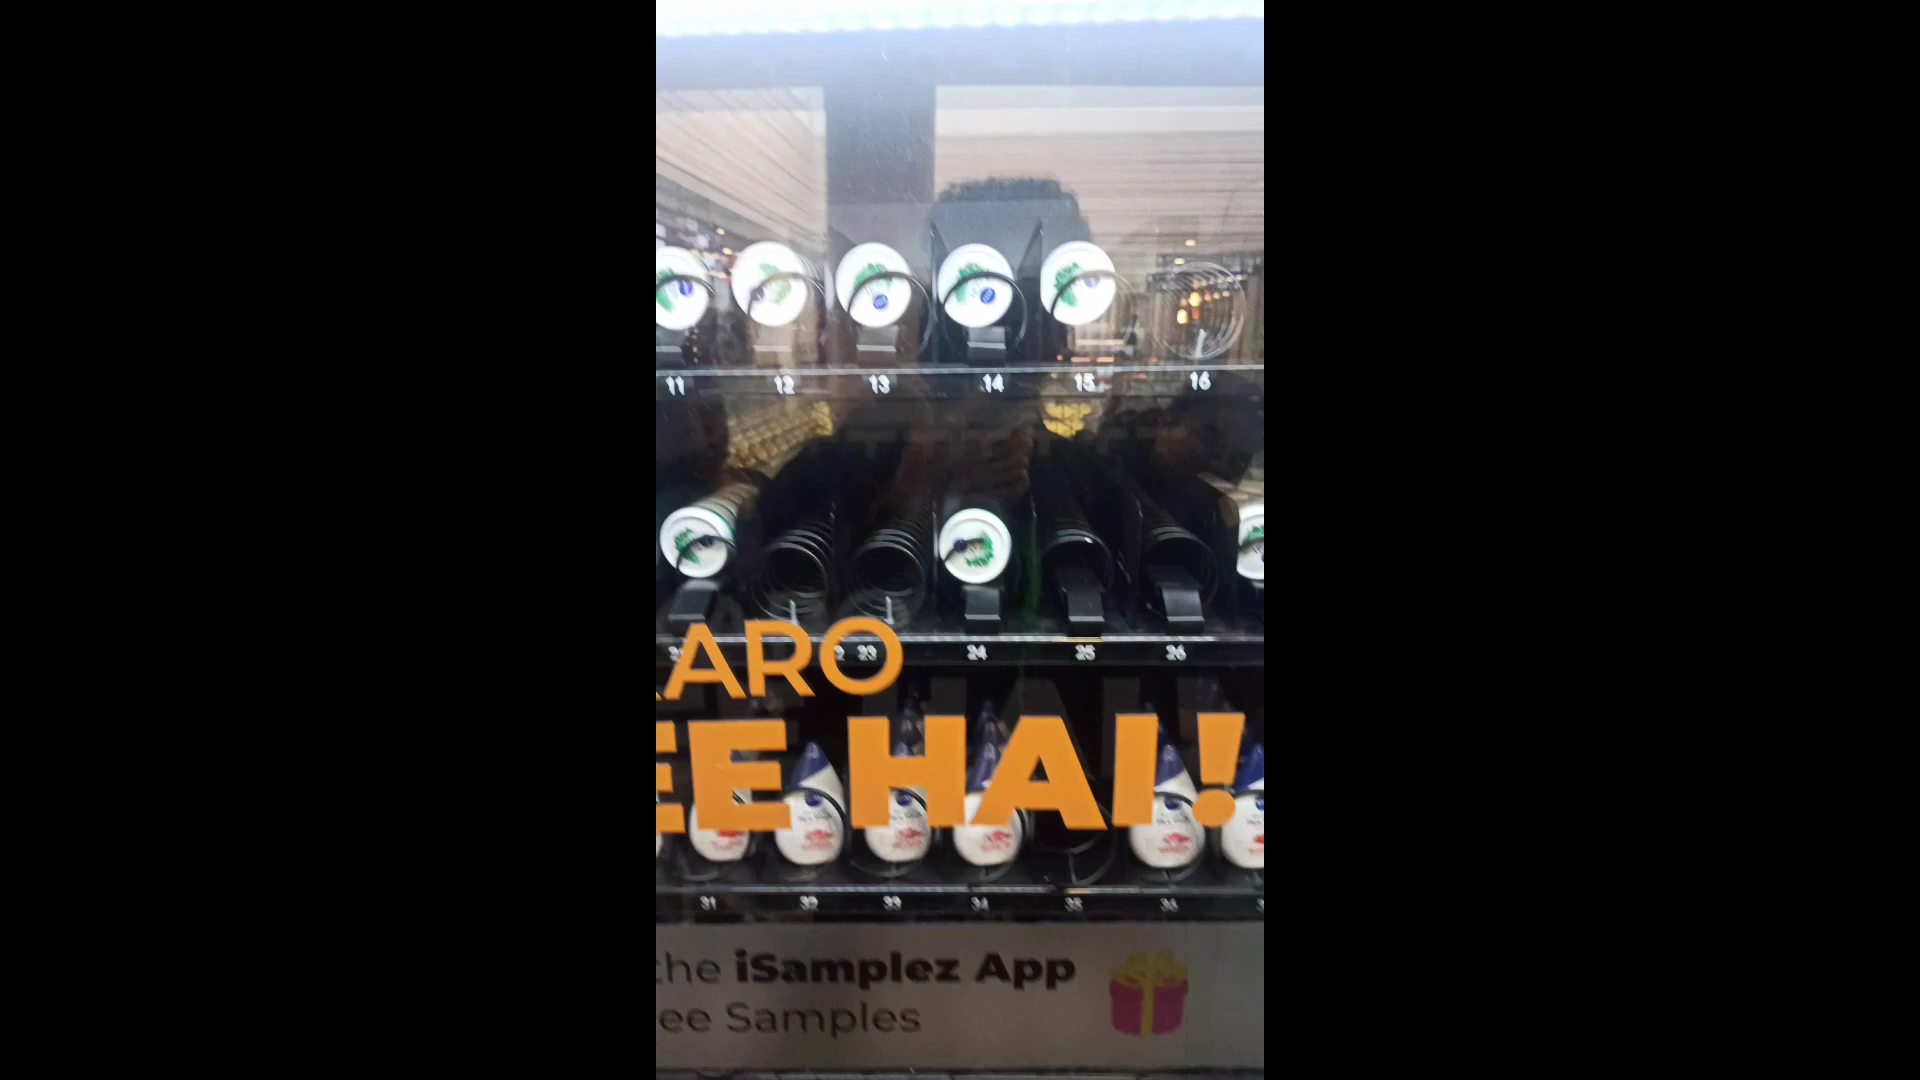 11 12 13 14 15 16
ARO
23 24 25 26
EE HAI!
31 32 33 34 35 36
the iSamplez App
ee Samples